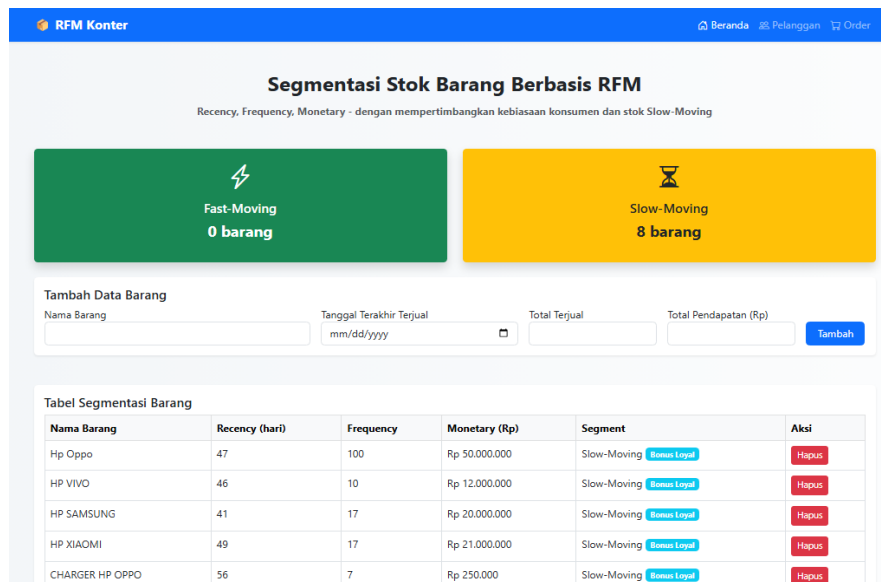 RFM Konter
Beranda Pelanggan Order
Segmentasi Stok Barang Berbasis RFM
Recency, Frequency, Monetary - dengan mempertimbangkan kebiasaan konsumen dan stok Slow-Moving
Fast-Moving
0 barang
Slow-Moving
8 barang
Tambah Data Barang
Nama Barang Tanggal Terakhir Terjual Total Terjual Total Pendapatan (Rp)
mm/dd/yyyy Tambah
Tabel Segmentasi Barang
Nama Barang Recency (hari) Frequency Monetary (Rp) Segment Aksi
Hp Oppo 47 100 Rp 50.000.000 Slow-Moving Bonus Loyal Hapus
HP VIVO 46 10 Rp 12.000.000 Slow-Moving Bonus Loyal Hapus
HP SAMSUNG 41 17 Rp 20.000.000 Slow-Moving Bonus Loyal Hapus
HP XIAOMI 49 17 Rp 21.000.000 Slow-Moving Bonus Loyal Hapus
CHARGER HP OPPO 56 7 Rp 250.000 Slow-Moving Bonus Loyal Hapus